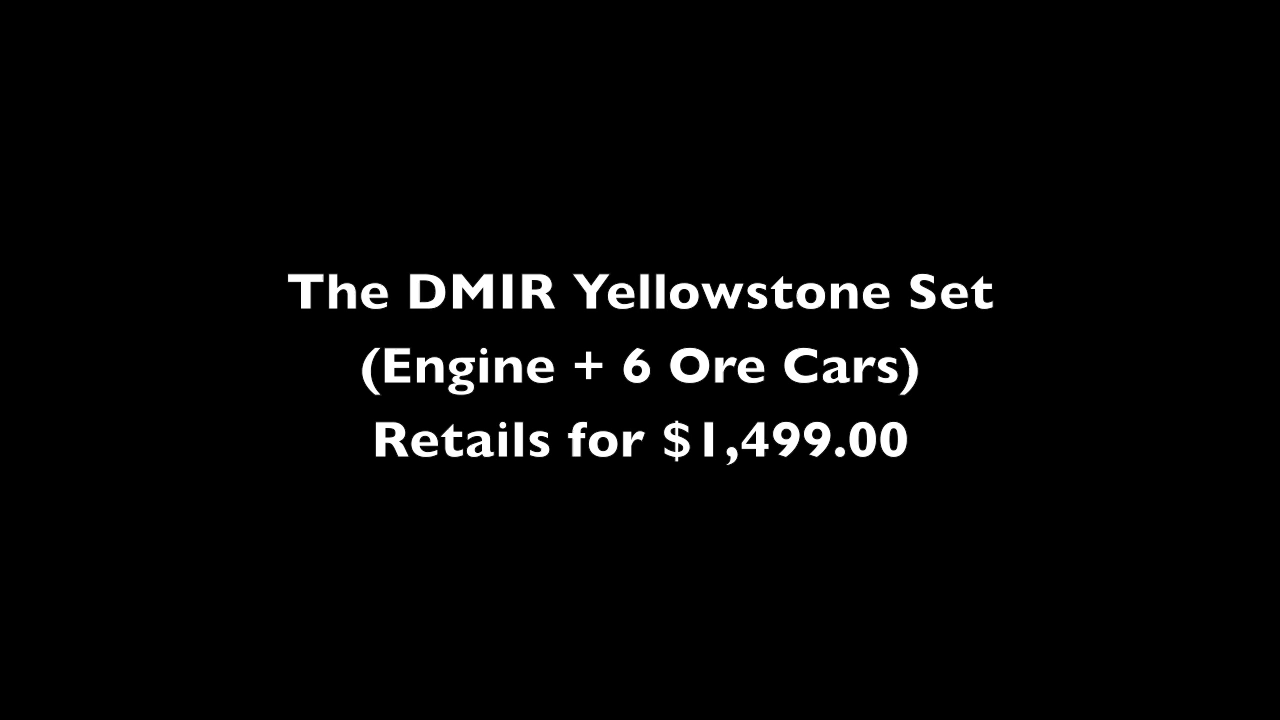 The DMIR Yellowstone Set
(Engine + 6 Ore Cars)
Retails for $1,499.00